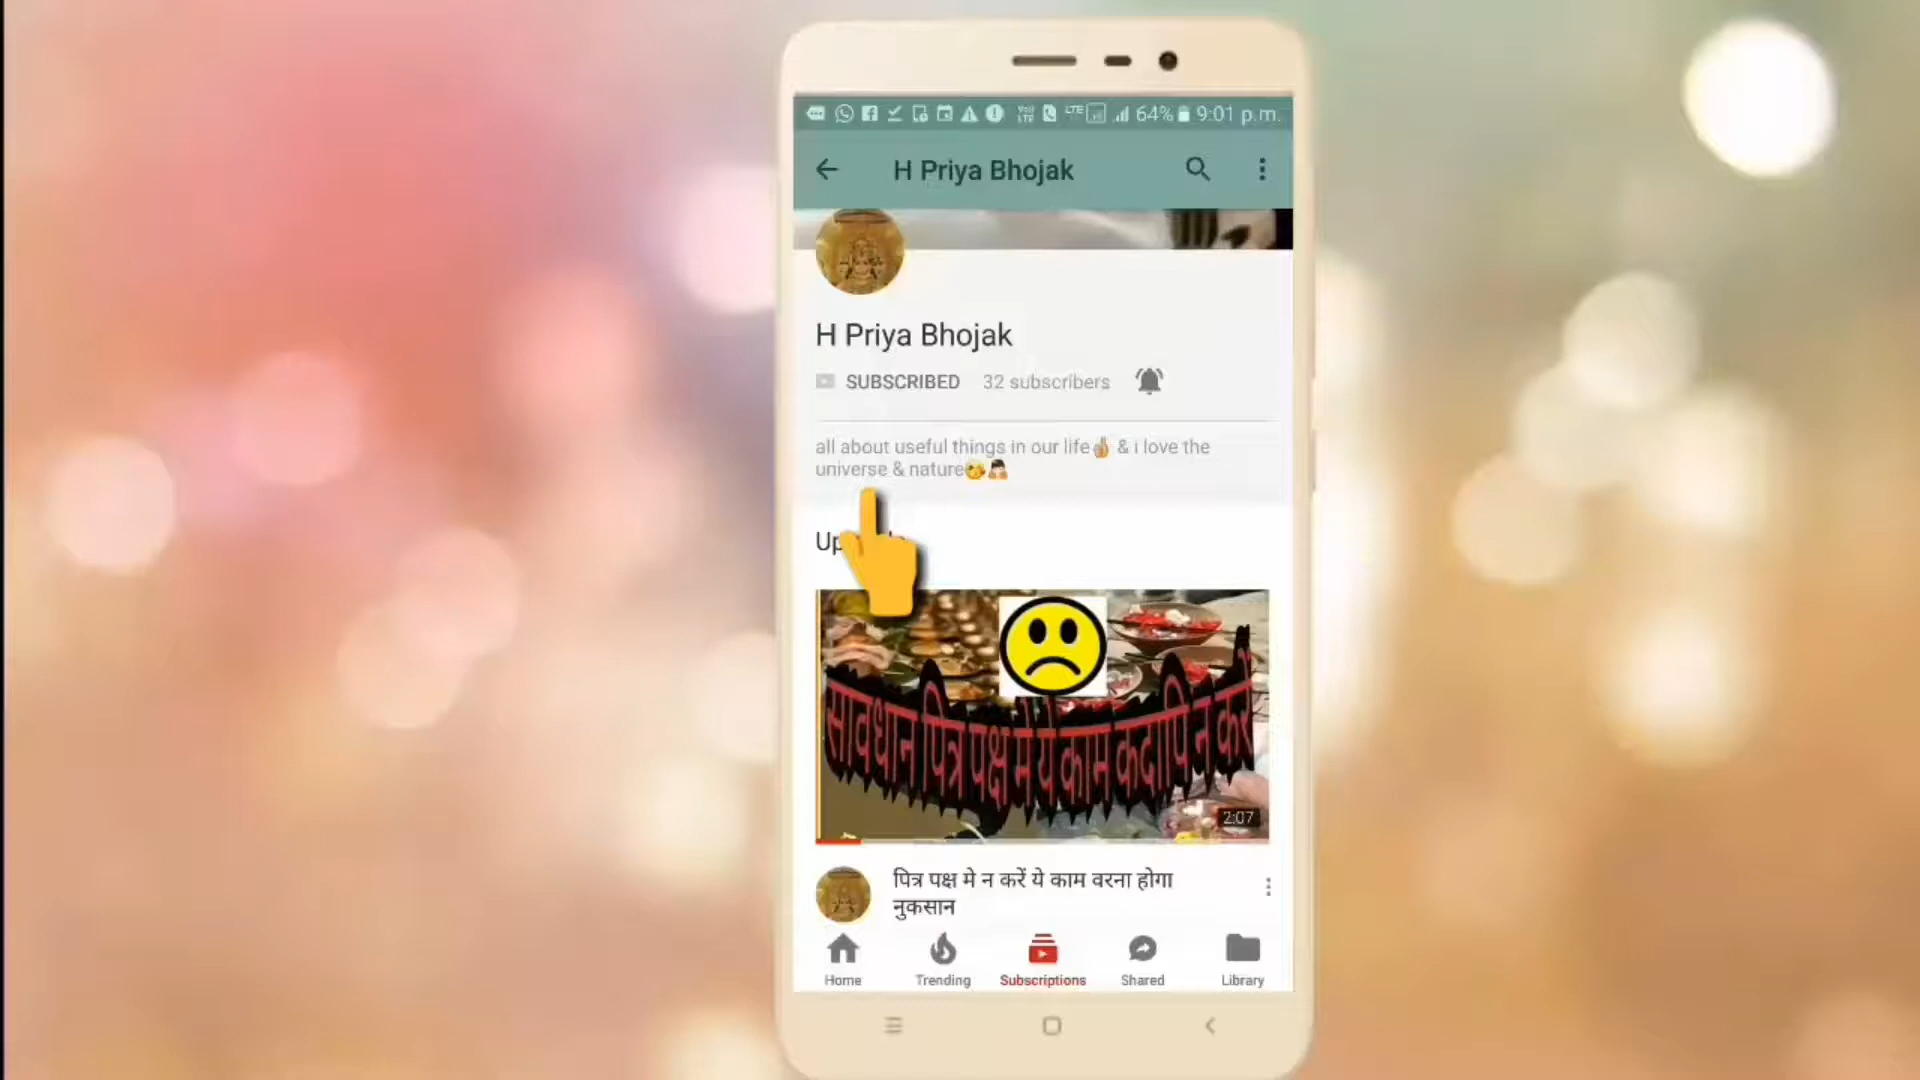 64% 9:01 p.m.
H Priya Bhojak
H Priya Bhojak
SUBSCRIBED 32 subscribers
all about useful things in our life & i love the
universe & nature
सावधान पित्र पक्ष मे ये काम कदापि न करें
2:07
पित्र पक्ष मे न करें ये काम वरना होगा
नुकसान
Home Trending Subscriptions Shared Library